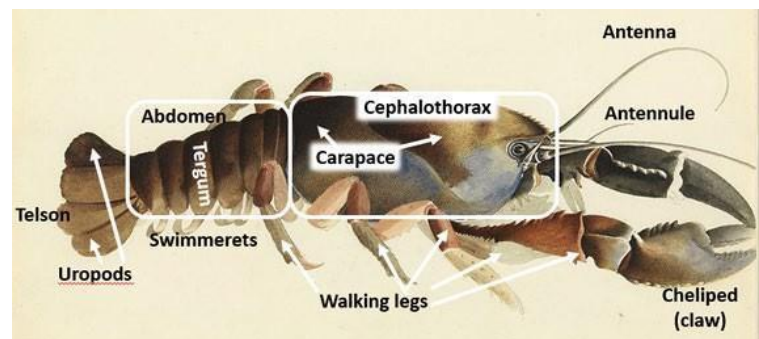 Antenna
Cephalothorax
Antennule
Abdomen
Carapace
Tergum
Telson
Swimmerets
Uropods
Walking legs
Cheliped
(claw)